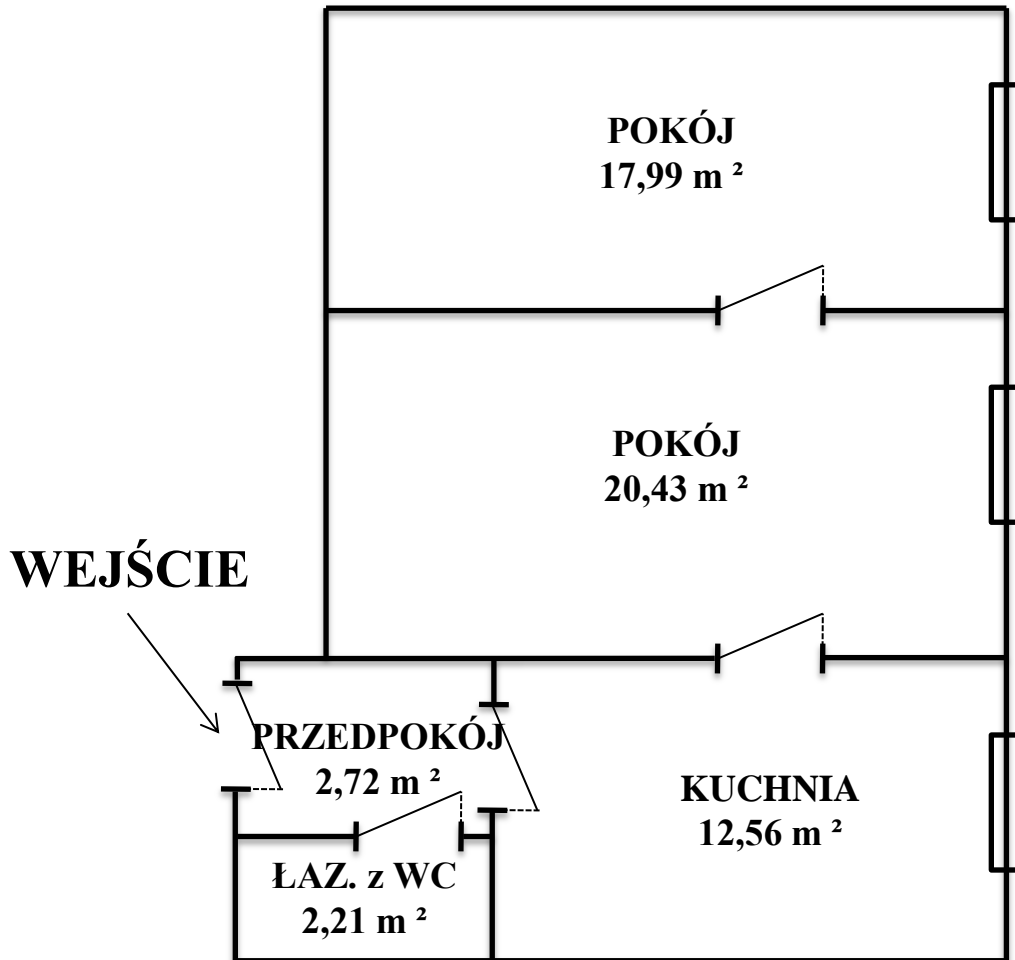 POKÓJ
17,99 m ²
POKÓJ
20,43 m ²
WEJŚCIE
PRZEDPOKÓJ
2,72 m ²
KUCHNIA
12,56 m ²
ŁAZ. z WC
2,21 m ²